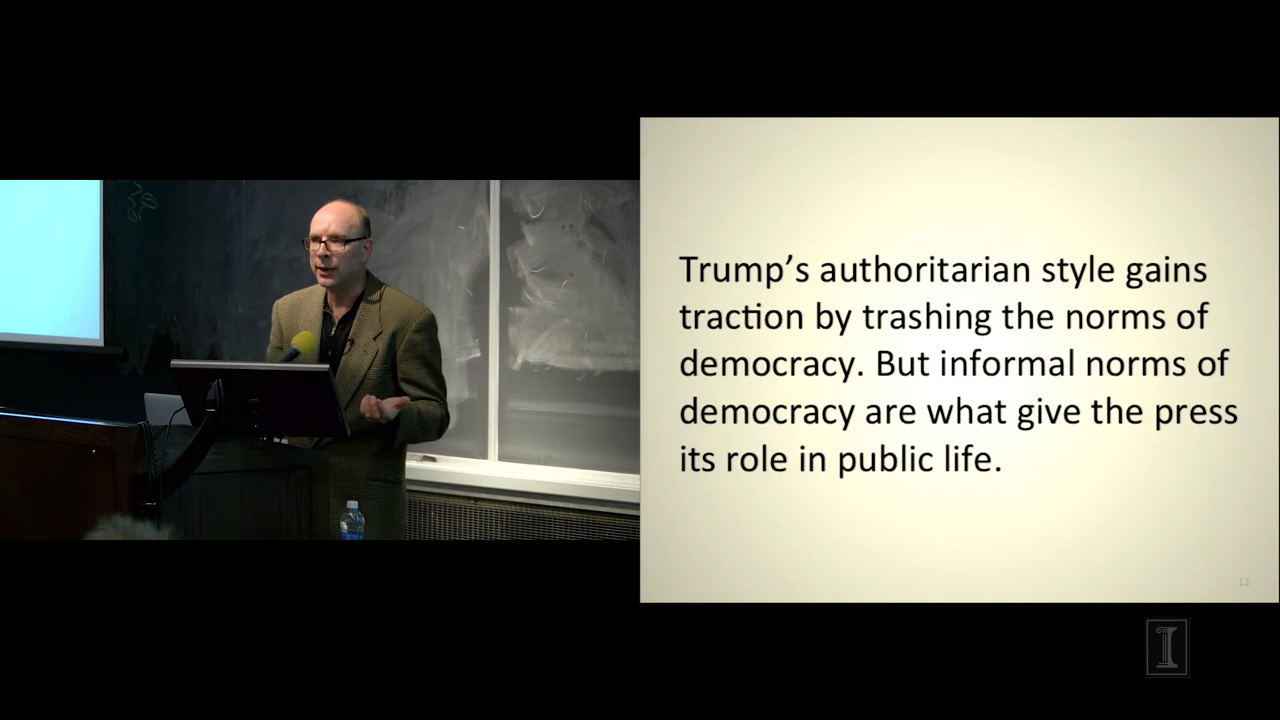 Trump’s authoritarian style gains
traction by trashing the norms of
democracy. But informal norms of
democracy are what give the press
its role in public life.
12
I